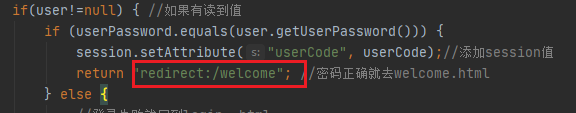 if(user!=null) { //如果有读到值
if (userPassword.equals(user.getUserPassword())) {
session.setAttribute( s: "userCode", userCode);//添加session值
return "redirect:/welcome"; //密码正确就去welcome.html
} else {